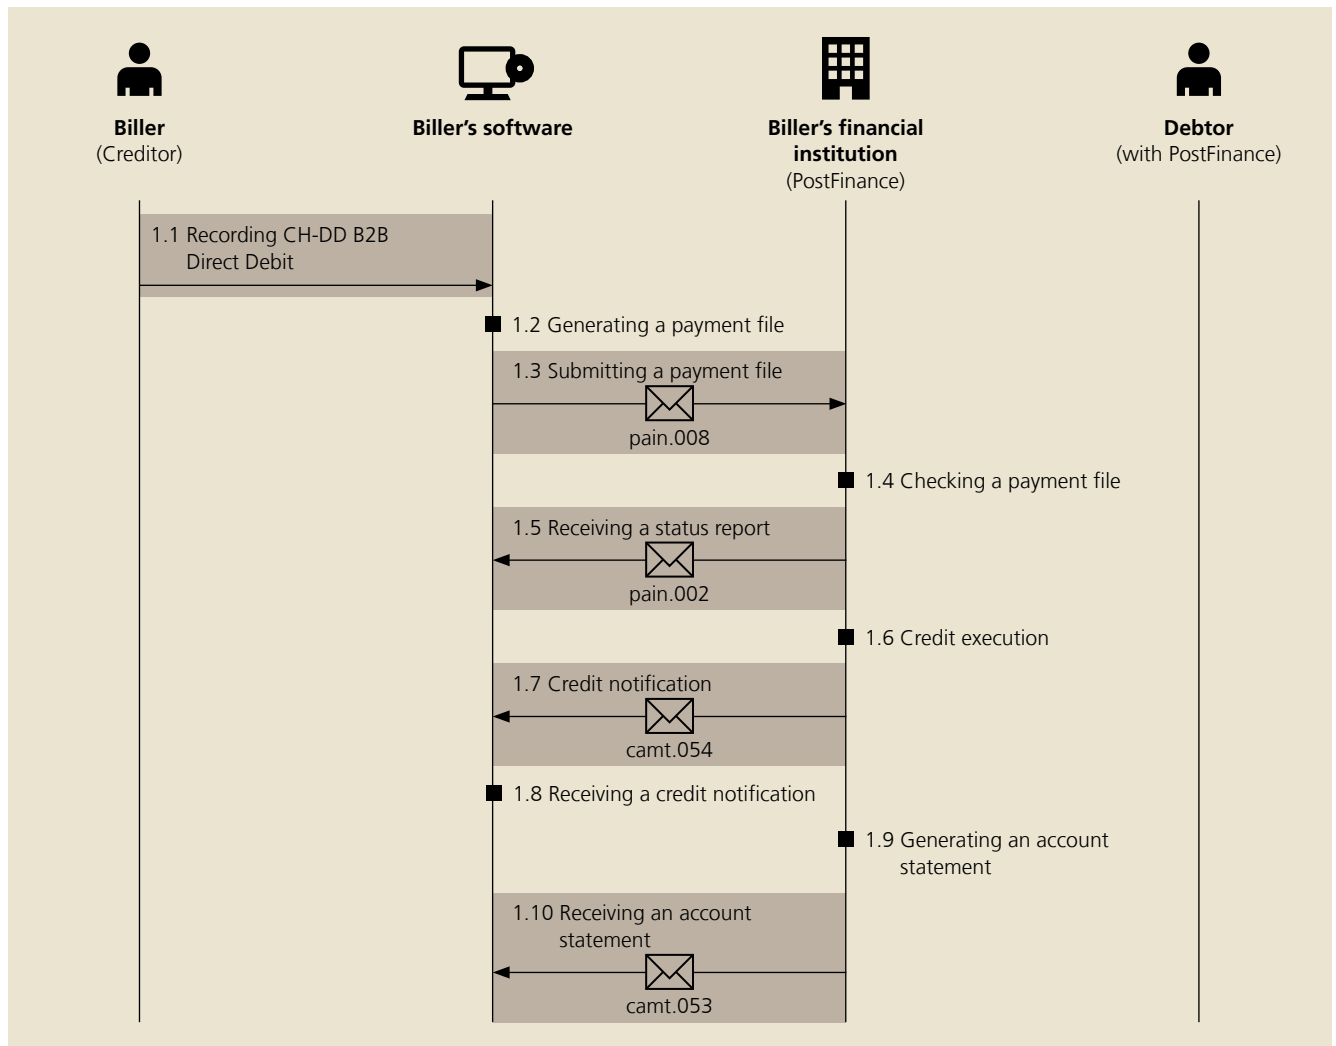 Biller
(Creditor)
Biller's software
Biller's financial
institution
(PostFinance)
Debtor
(with PostFinance)
1.1 Recording CH-DD B2B
Direct Debit
1.2 Generating a payment file
1.3 Submitting a payment file
pain.008
1.4 Checking a payment file
1.5 Receiving a status report
pain.002
1.6 Credit execution
1.7 Credit notification
camt.054
1.8 Receiving a credit notification
1.9 Generating an account
statement
1.10 Receiving an account
statement
camt.053